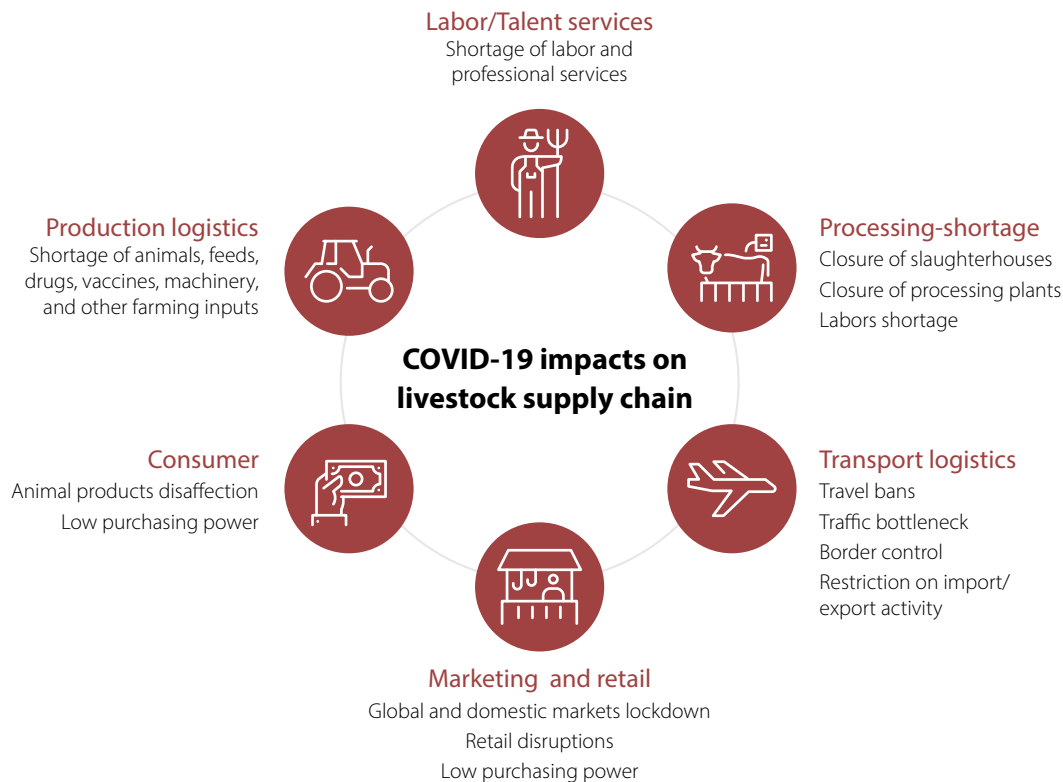 Labor/Talent services
Shortage of labor and
professional services
Production logistics
Shortage of animals, feeds,
drugs, vaccines, machinery,
and other farming inputs
Processing-shortage
Closure of slaughterhouses
Closure of processing plants
Labors shortage
COVID-19 impacts on
livestock supply chain
Consumer
Animal products disaffection
Low purchasing power
Transport logistics
Travel bans
Traffic bottleneck
Border control
Restriction on import/
export activity
Marketing and retail
Global and domestic markets lockdown
Retail disruptions
Low purchasing power